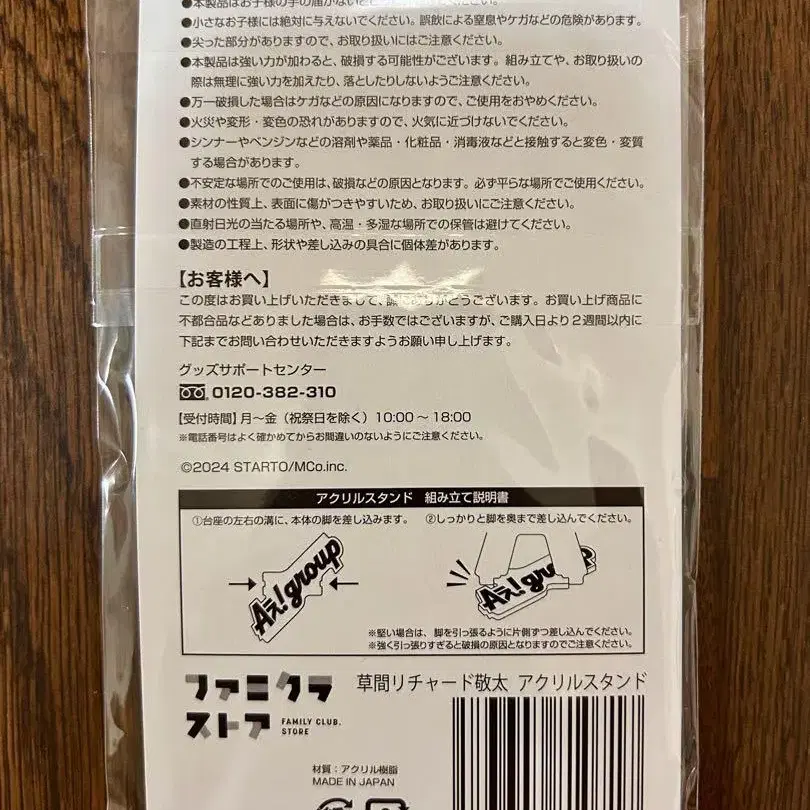 ●本製品はお子様の手の届かないところに
●小さなお子様には絶対に与えないでください。誤飲による窒息やケガなどの危険があります。
●尖った部分がありますので、お取り扱いにはご注意ください。
●本製品は強い力が加わると、破損する可能性がございます。組み立てや、お取り扱いの
際は無理に強い力を加えたり、落としたりしないようご注意ください。
●万一破損した場合はケガなどの原因になりますので、ご使用をおやめください。
●火災や変形・変色の恐れがありますので、火気に近づけないでください。
●シンナーやベンジンなどの溶剤や薬品・化粧品・消毒液などと接触すると変色・変質
する場合があります。
●不安定な場所でのご使用は、破損などの原因となります。必ず平らな場所でご使用ください。
●素材の性質上、表面に傷がつきやすいため、お取り扱いにご注意ください。
●直射日光の当たる場所や、高温・多湿な場所での保管は避けてください。
●製造の工程上、形状や差し込みの具合に個体差があります。
【お客様へ】
この度はお買い上げいただきまして、誠にありがとうございます。お買い上げ商品に
不都合品などありました場合は、お手数ではございますが、ご購入日より2週間以内に
下記までお問い合わせいただきますようお願い申し上げます。
グッズサポートセンター
0120-382-310
【受付時間】月〜金（祝祭日を除く）10:00〜18:00
※電話番号はよく確かめてからお間違いのないようにご注意ください。
©2024 STARTO/MCo.inc.
アクリルスタンド 組み立て説明書
①台座の左右の溝に、本体の脚を差し込みます。
②しっかりと脚を奥まで差し込んでください。
Aぇ!group
Aぇ!group
※堅い場合は、脚を引っ張るように片側ずつ差し込んでください。
※強く引っ張りすぎると破損の原因となりますのでご注意ください。
ファミクラ
ストア
FAMILY CLUB.
STORE
草間リチャード敬太 アクリルスタンド
材質：アクリル樹脂
MADE IN JAPAN